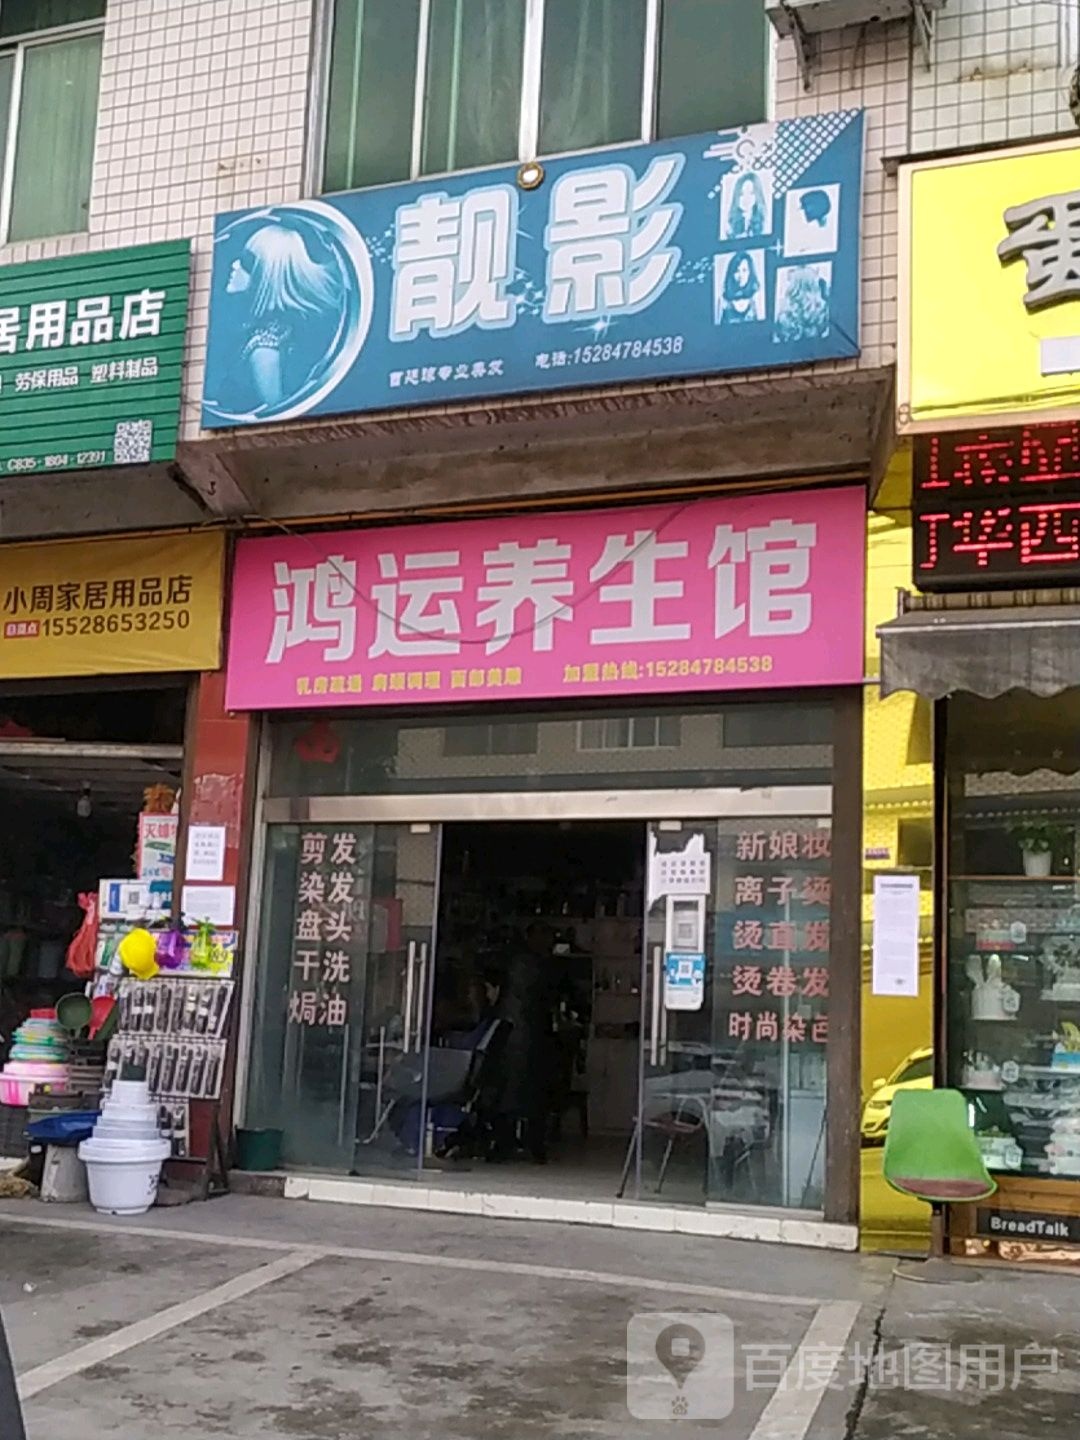 靓影
专业美发
电话:15284784538
居用品店
劳保用品 塑料制品
小周家居用品店
15528653250
鸿运养生馆
乳房疏通 肩颈调理 面部美雕
加盟热线:15284784538
剪发
染发
盘头
干洗
焗油
新娘妆
离子烫
烫直发
烫卷发
时尚染色
华西
BreadTalk
百度地图用户